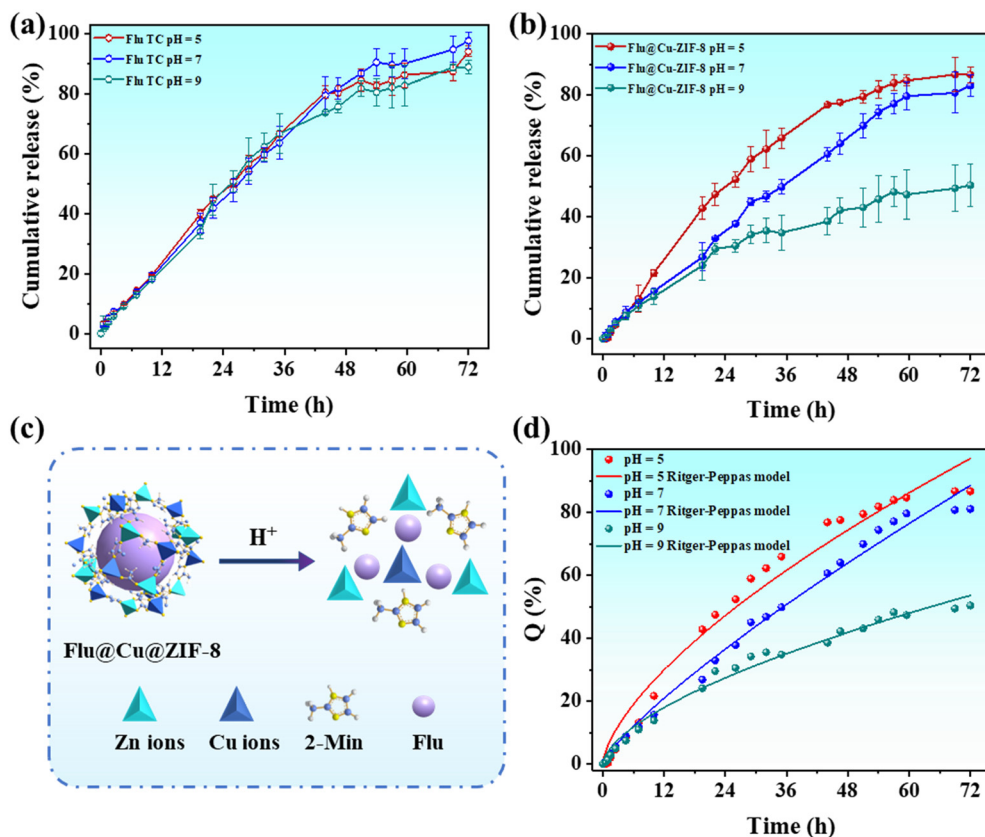 (a)
Flu TC pH = 5
Flu TC pH = 7
Flu TC pH = 9
Cumulative release (%)
100
80
60
40
20
0
0 12 24 36 48 60 72
Time (h)
(b)
Flu@Cu-ZIF-8 pH = 5
Flu@Cu-ZIF-8 pH = 7
Flu@Cu-ZIF-8 pH = 9
Cumulative release (%)
100
80
60
40
20
0
0 12 24 36 48 60 72
Time (h)
(c)
H+
Flu@Cu@ZIF-8
Zn ions Cu ions 2-Min Flu
(d)
pH = 5
pH = 5 Ritger-Peppas model
pH = 7
pH = 7 Ritger-Peppas model
pH = 9
pH = 9 Ritger-Peppas model
Q (%)
100
80
60
40
20
0
0 12 24 36 48 60 72
Time (h)